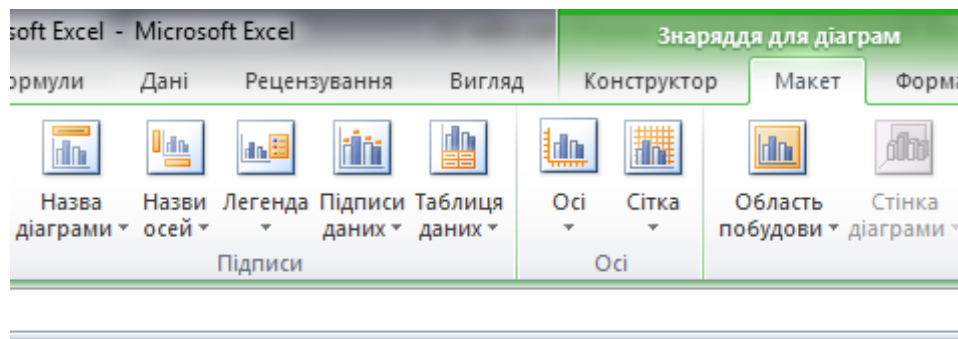 soft Excel - Microsoft Excel
Знаряддя для діаграм
ормули Дані Рецензування Вигляд Конструктор Макет Форма
Назва діаграми
Назви осей
Легенда
Підписи даних
Таблиця даних
Осі
Сітка
Область побудови
Стінка діаграми
Підписи
Осі